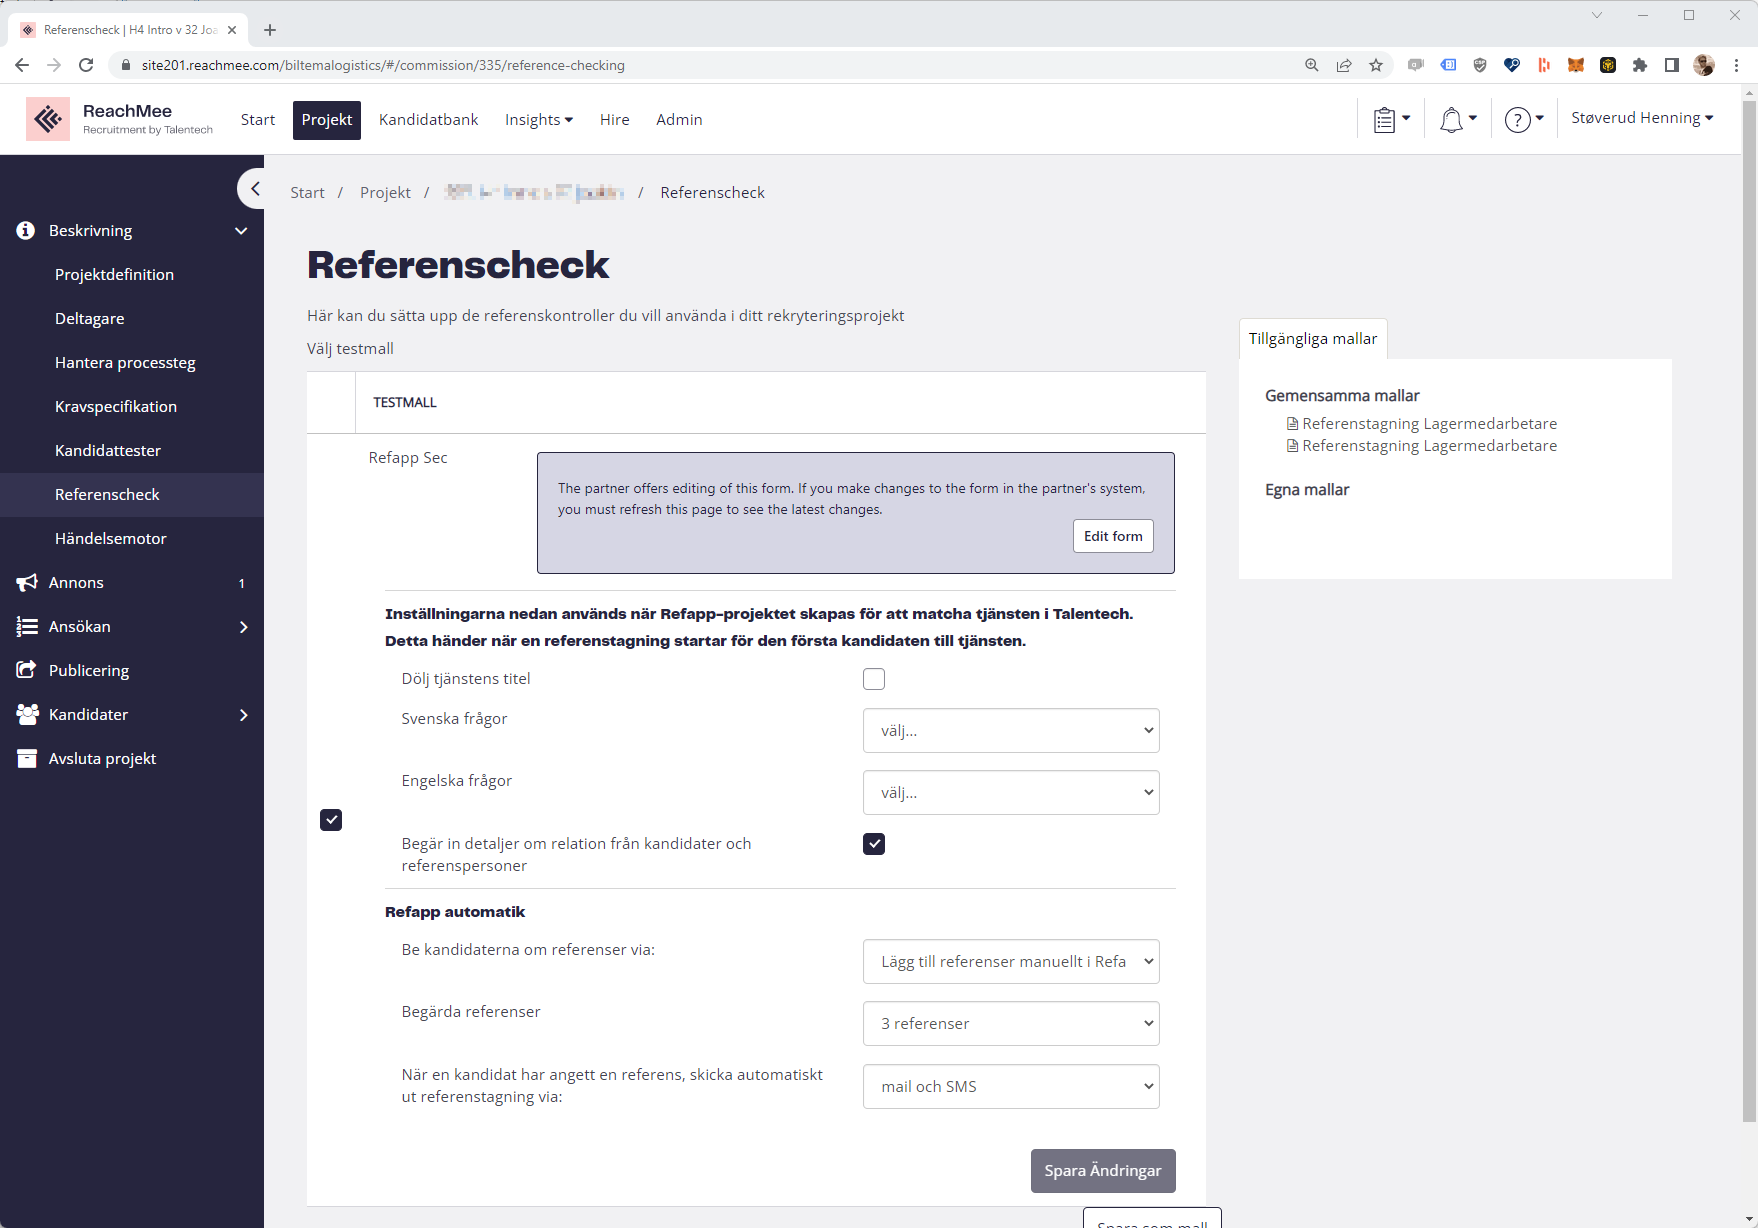 Referenscheck | H4 Intro v 32 Joa
site201.reachmee.com/biltemalogistics/#/commission/335/reference-checking
ReachMee
Recruitment by Talentech
Start
Projekt
Kandidatbank
Insights
Hire
Admin
Støverud Henning
Start / Projekt / / Referenscheck
Beskrivning
Projektdefinition
Deltagare
Hantera processteg
Kravspecifikation
Kandidattester
Referenscheck
Händelsemotor
Annons 1
Ansökan
Publicering
Kandidater
Avsluta projekt
Referenscheck
Här kan du sätta upp de referenskontroller du vill använda i ditt rekryteringsprojekt
Välj testmall
TESTMALL
Refapp Sec
The partner offers editing of this form. If you make changes to the form in the partner's system,
you must refresh this page to see the latest changes.
Edit form
Inställningarna nedan används när Refapp-projektet skapas för att matcha tjänsten i Talentech.
Detta händer när en referenstagning startar för den första kandidaten till tjänsten.
Dölj tjänstens titel
Svenska frågor
välj...
Engelska frågor
välj...
Begär in detaljer om relation från kandidater och
referenspersoner
Refapp automatik
Be kandidaterna om referenser via:
Lägg till referenser manuellt i Refa
Begärda referenser
3 referenser
När en kandidat har angett en referens, skicka automatiskt
ut referenstagning via:
mail och SMS
Spara Ändringar
Spara som mall
Tillgängliga mallar
Gemensamma mallar
Referenstagning Lagermedarbetare
Referenstagning Lagermedarbetare
Egna mallar